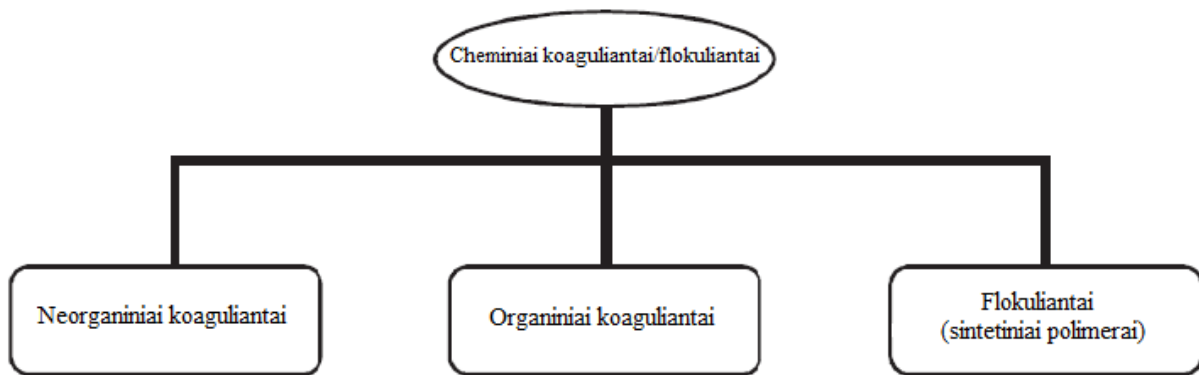 Cheminiai koaguliantai/flokuliantai
Neorganiniai koaguliantai
Organiniai koaguliantai
Flokuliantai
(sintetiniai polimerai)